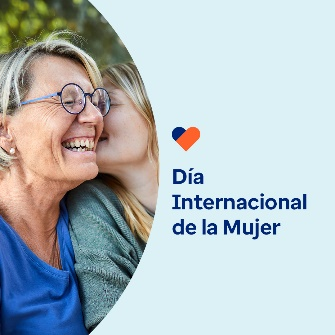 Día
Internacional
de la Mujer